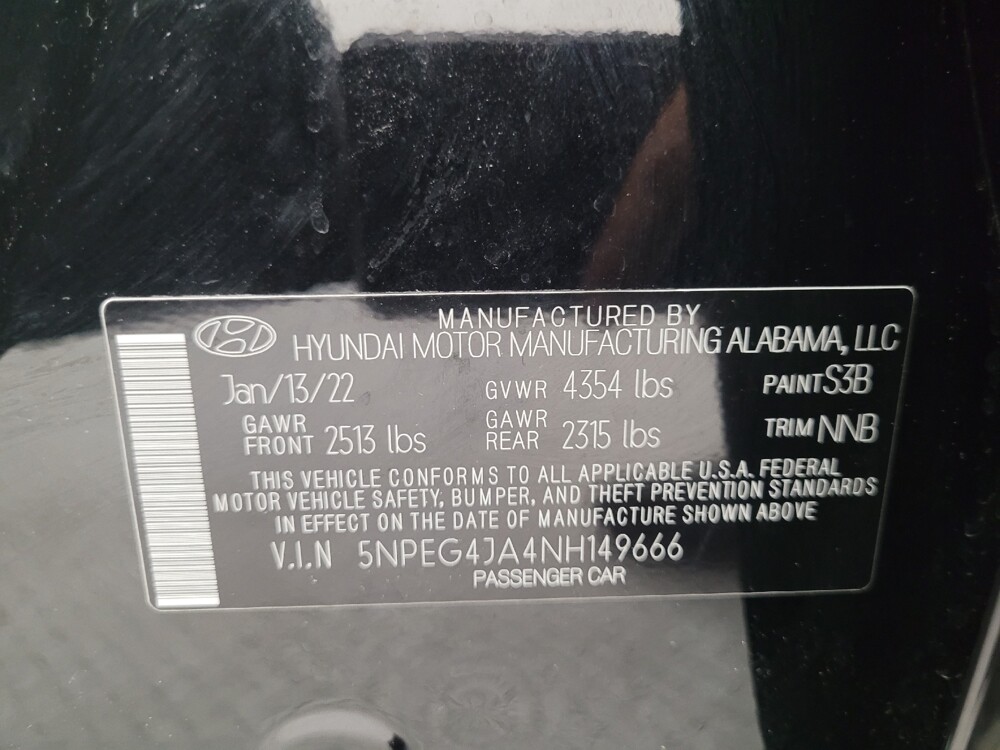 MANUFACTURED BY
HYUNDAI MOTOR MANUFACTURING ALABAMA, LLC
Jan/13/22 GVWR 4354 lbs PAINT S3B
GAWR FRONT 2513 lbs GAWR REAR 2315 lbs TRIM NNB
THIS VEHICLE CONFORMS TO ALL APPLICABLE U.S.A. FEDERAL
MOTOR VEHICLE SAFETY, BUMPER, AND THEFT PREVENTION STANDARDS
IN EFFECT ON THE DATE OF MANUFACTURE SHOWN ABOVE
V.I.N 5NPEG4JA4NH149666
PASSENGER CAR